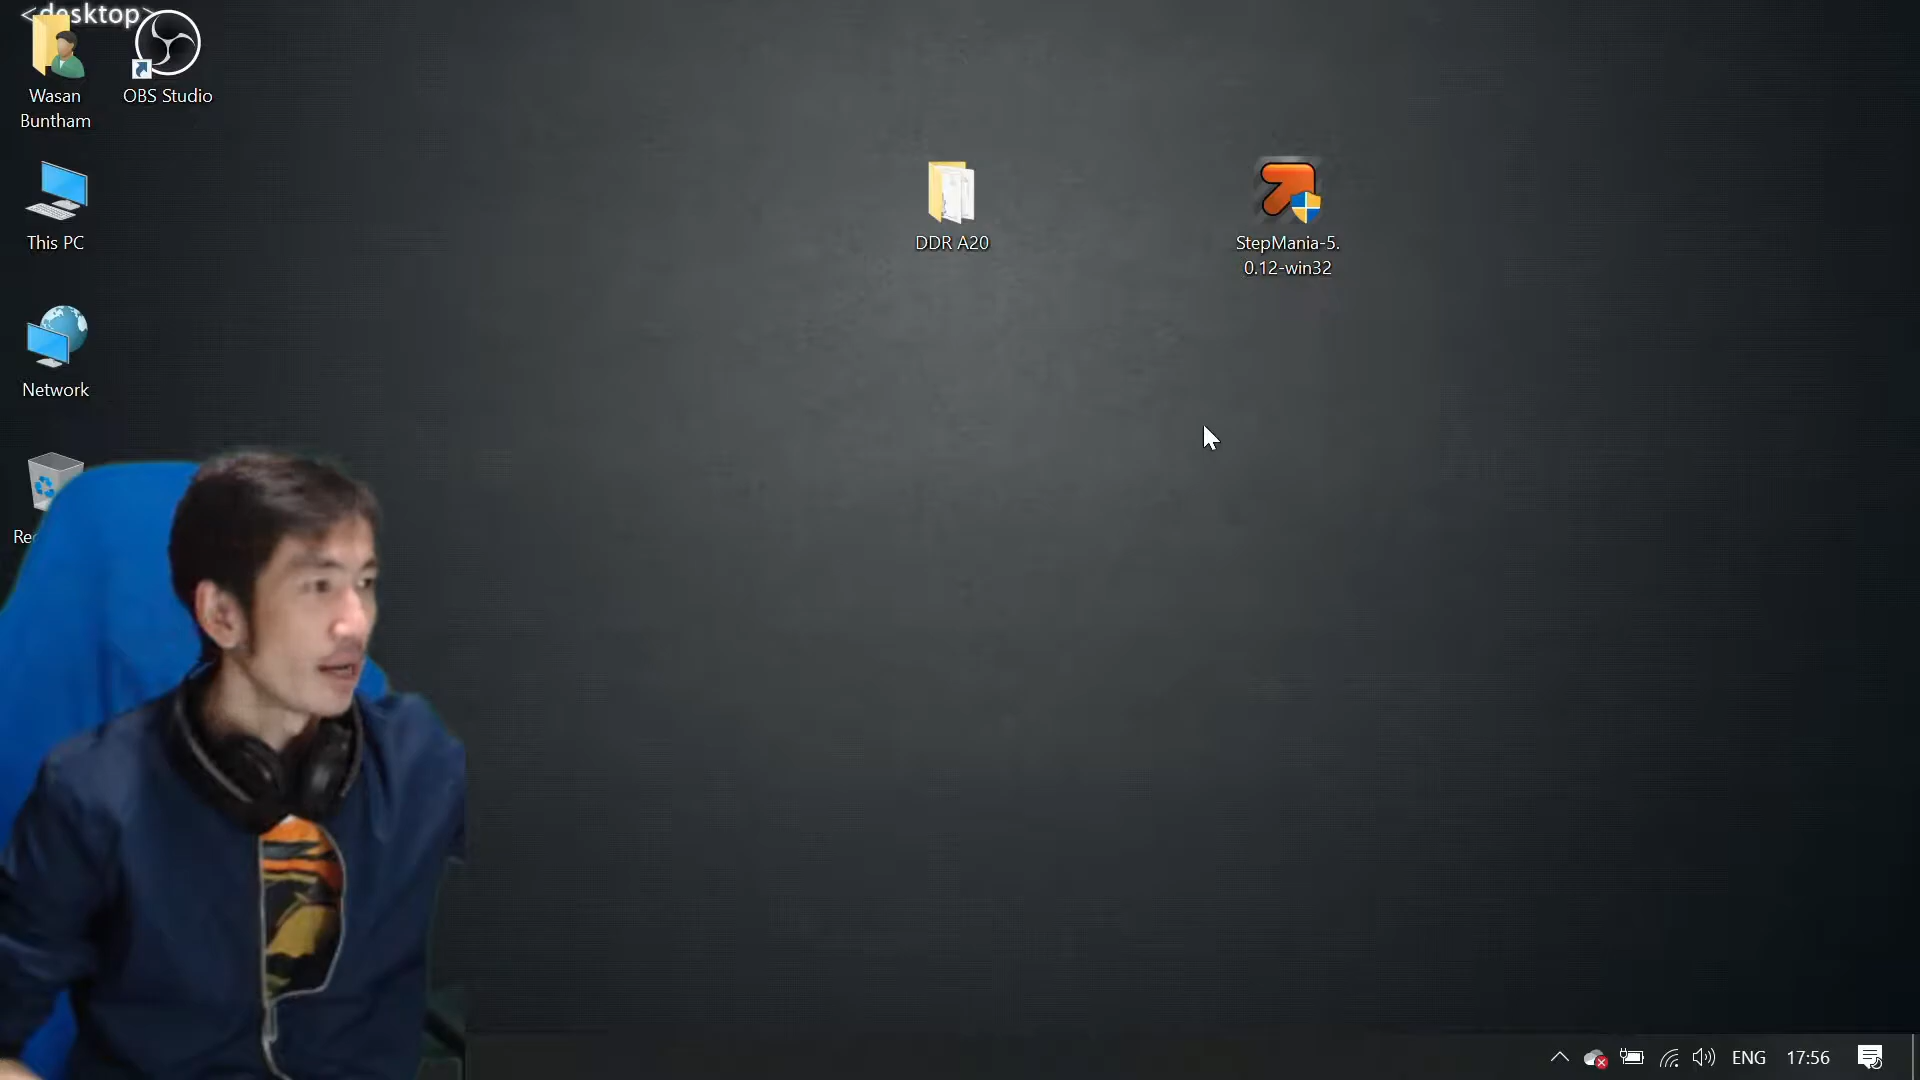 <desktop>
Wasan
Buntham
OBS Studio
This PC
Network
DDR A20
StepMania-5.
0.12-win32
ENG
17:56